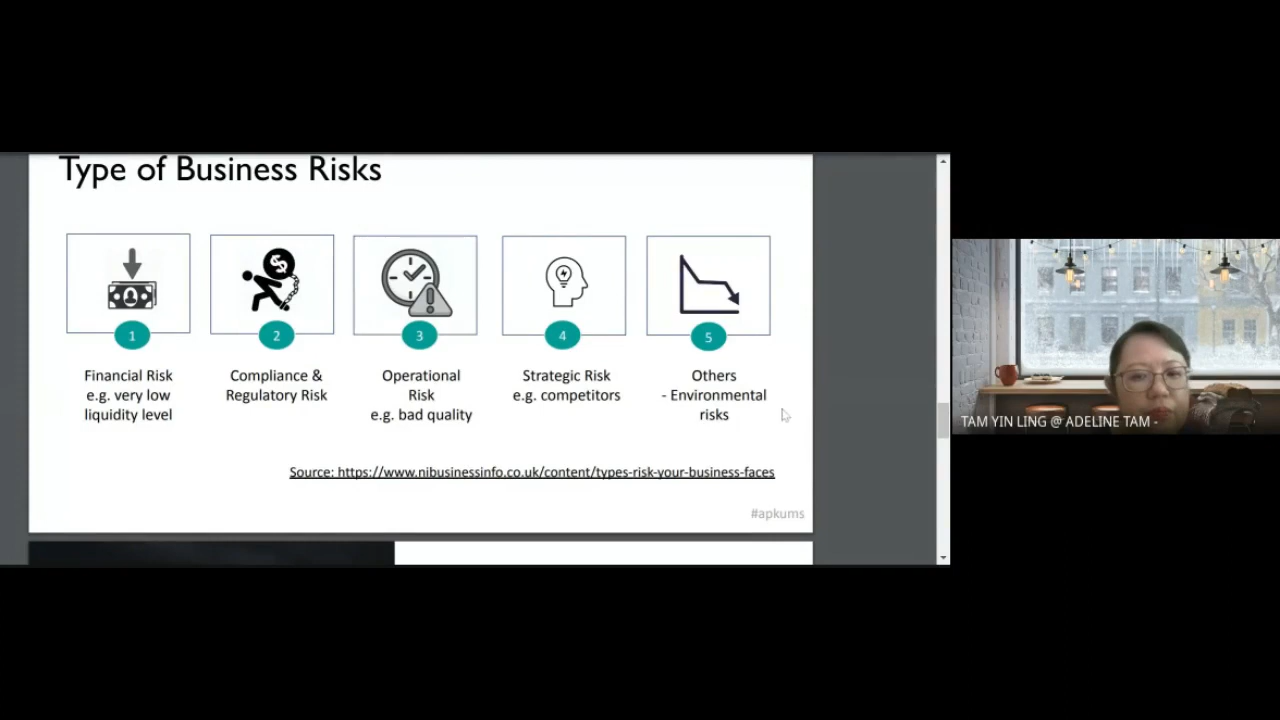 Type of Business Risks
1
2
3
4
5
Financial Risk
e.g. very low
liquidity level
Compliance &
Regulatory Risk
Operational
Risk
e.g. bad quality
Strategic Risk
e.g. competitors
Others
- Environmental
risks
Source: https://www.nibusinessinfo.co.uk/content/types-risk-your-business-faces
#apkums
TAM YIN LING @ ADELINE TAM -